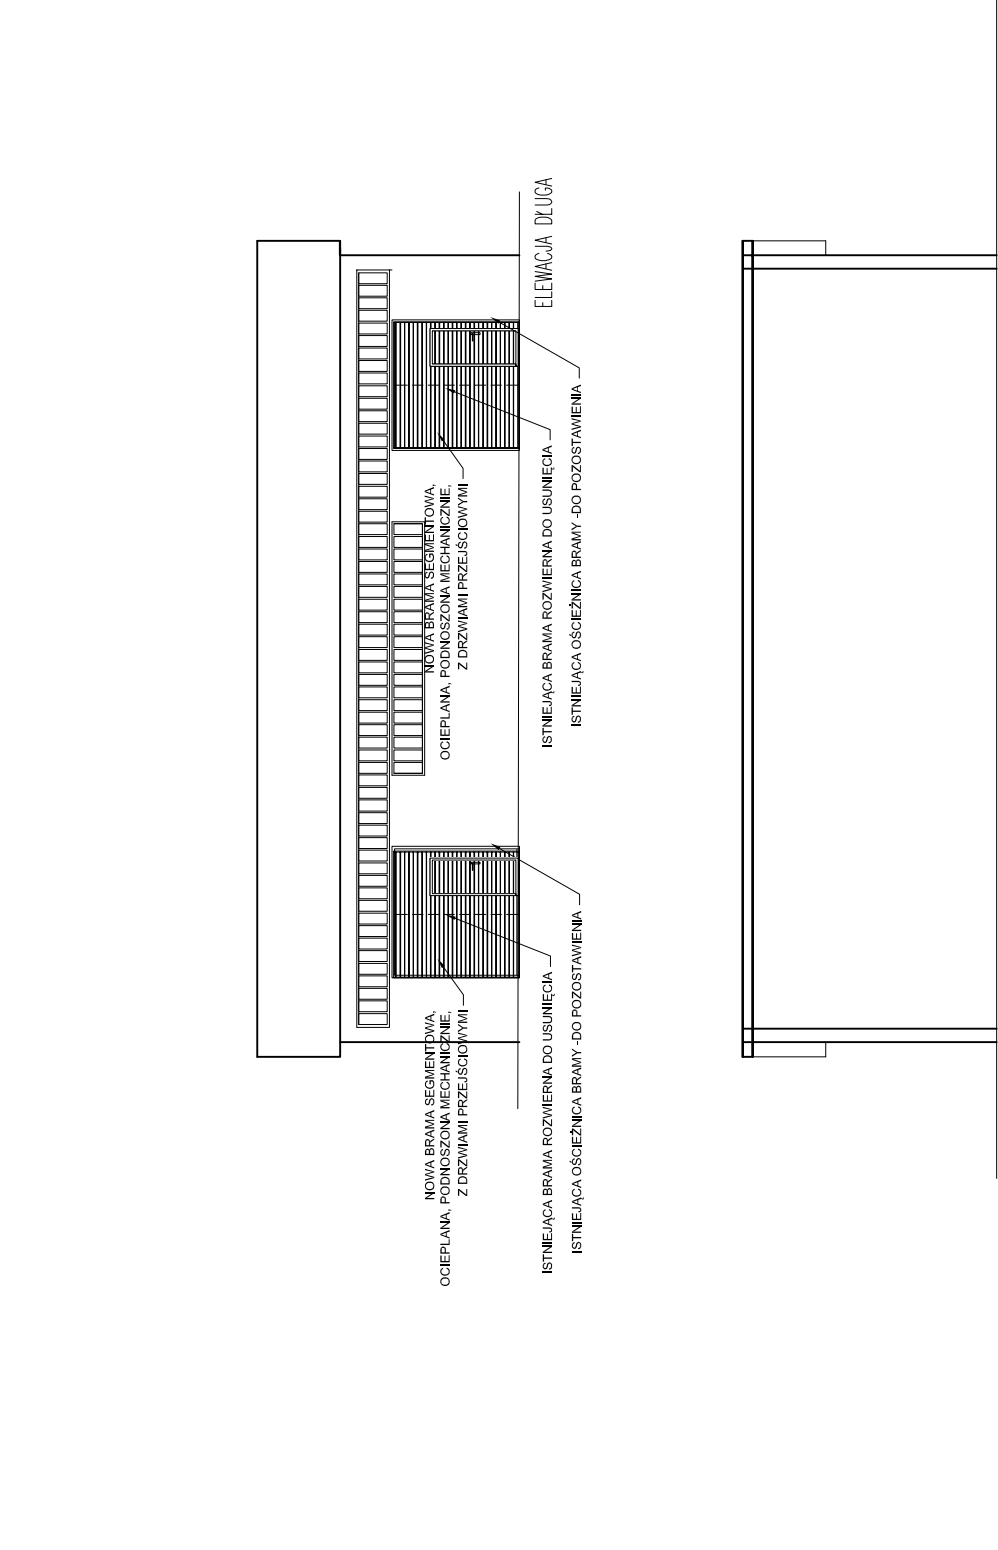 ELEWACJA DŁUGA
NOWA BRAMA SEGMENTOWA,
OCIEPLANA, PODNOSZONA MECHANICZNIE,
Z DRZWIAMI PRZEJŚCIOWYMI
ISTNIEJĄCA BRAMA ROZWIERNA DO USUNIĘCIA
ISTNIEJĄCA OŚCIEŻNICA BRAMY -DO POZOSTAWIENIA
NOWA BRAMA SEGMENTOWA,
OCIEPLANA, PODNOSZONA MECHANICZNIE,
Z DRZWIAMI PRZEJŚCIOWYMI
ISTNIEJĄCA BRAMA ROZWIERNA DO USUNIĘCIA
ISTNIEJĄCA OŚCIEŻNICA BRAMY -DO POZOSTAWIENIA